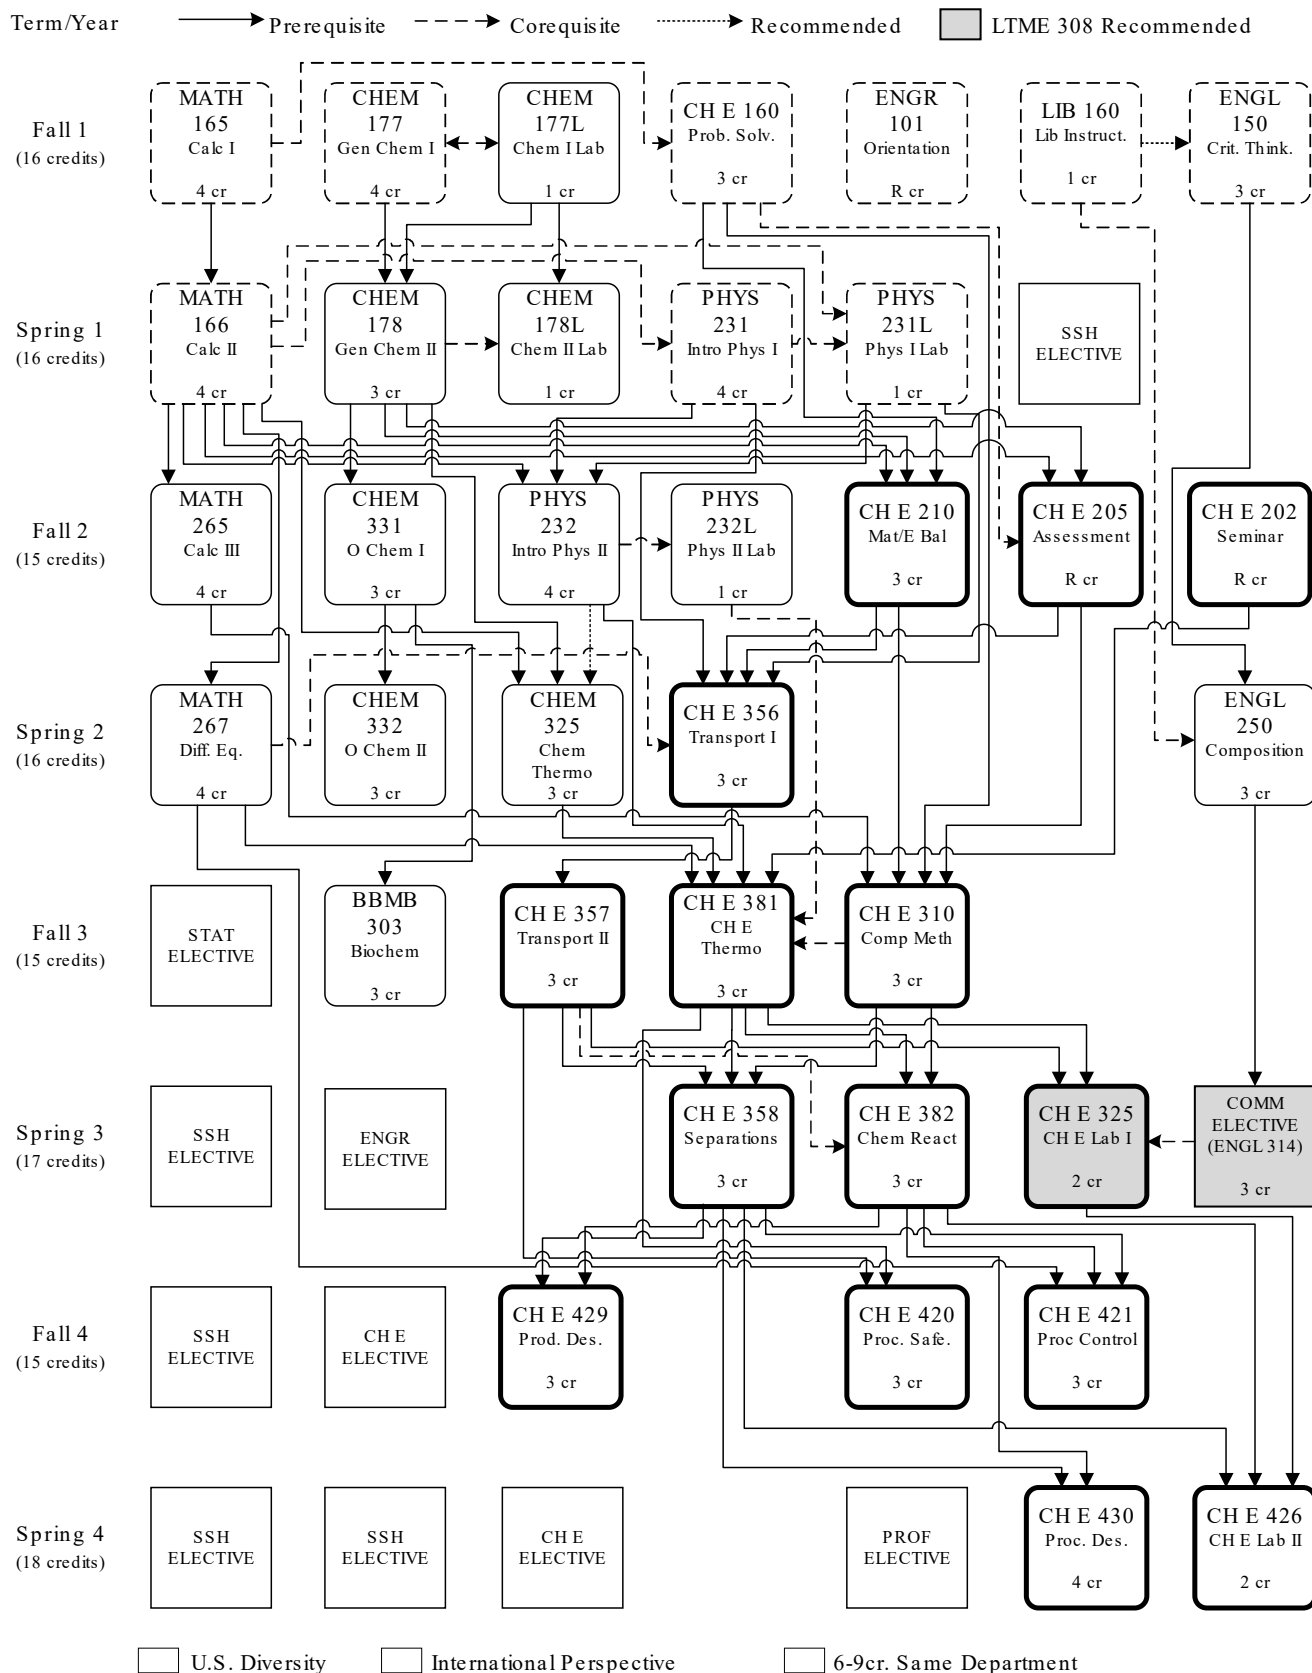 Term/Year
Prerequisite
Corequisite
Recommended
LTME 308 Recommended
Fall 1
(16 credits)
MATH
165
Calc I
4 cr
CHEM
177
Gen Chem I
4 cr
CHEM
177L
Chem I Lab
1 cr
CH E 160
Prob. Solv.
3 cr
ENGR
101
Orientation
R cr
LIB 160
Lib Instruct.
1 cr
ENGL
150
Crit. Think.
3 cr
Spring 1
(16 credits)
MATH
166
Calc II
4 cr
CHEM
178
Gen Chem II
3 cr
CHEM
178L
Chem II Lab
1 cr
PHYS
231
Intro Phys I
4 cr
PHYS
231L
Phys I Lab
1 cr
SSH
ELECTIVE
Fall 2
(15 credits)
MATH
265
Calc III
4 cr
CHEM
331
O Chem I
3 cr
PHYS
232
Intro Phys II
4 cr
PHYS
232L
Phys II Lab
1 cr
CH E 210
Mat/E Bal
3 cr
CH E 205
Assessment
R cr
CH E 202
Seminar
R cr
Spring 2
(16 credits)
MATH
267
Diff. Eq.
4 cr
CHEM
332
O Chem II
3 cr
CHEM
325
Chem
Thermo
3 cr
CH E 356
Transport I
3 cr
ENGL
250
Composition
3 cr
Fall 3
(15 credits)
STAT
ELECTIVE
BBMB
303
Biochem
3 cr
CH E 357
Transport II
3 cr
CH E 381
CH E
Thermo
3 cr
CH E 310
Comp Meth
3 cr
Spring 3
(17 credits)
SSH
ELECTIVE
ENGR
ELECTIVE
CH E 358
Separations
3 cr
CH E 382
Chem React
3 cr
CH E 325
CH E Lab I
2 cr
COMM
ELECTIVE
(ENGL 314)
3 cr
Fall 4
(15 credits)
SSH
ELECTIVE
CH E
ELECTIVE
CH E 429
Prod. Des.
3 cr
CH E 420
Proc. Safe.
3 cr
CH E 421
Proc Control
3 cr
Spring 4
(18 credits)
SSH
ELECTIVE
SSH
ELECTIVE
CH E
ELECTIVE
PROF
ELECTIVE
CH E 430
Proc. Des.
4 cr
CH E 426
CH E Lab II
2 cr
U.S. Diversity
International Perspective
6-9cr. Same Department